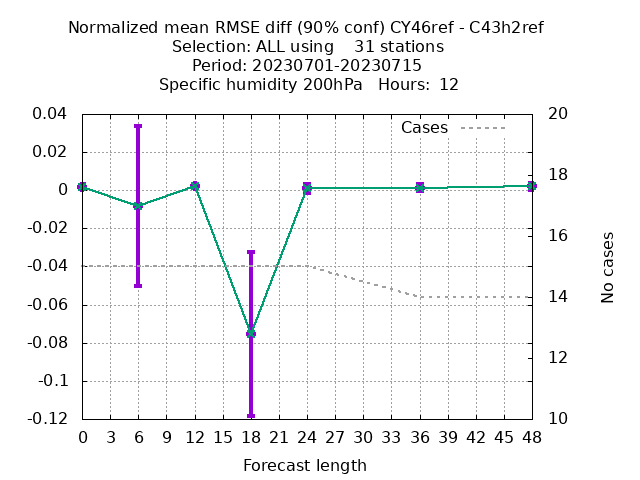 Normalized mean RMSE diff (90% conf) CY46ref - C43h2ref
Selection: ALL using    31 stations
Period: 20230701-20230715
Specific humidity 200hPa   Hours:  12
Cases
0.04
0.02
0
-0.02
-0.04
-0.06
-0.08
-0.1
-0.12
20
18
16
14
12
10
No cases
0 3 6 9 12 15 18 21 24 27 30 33 36 39 42 45 48
Forecast length